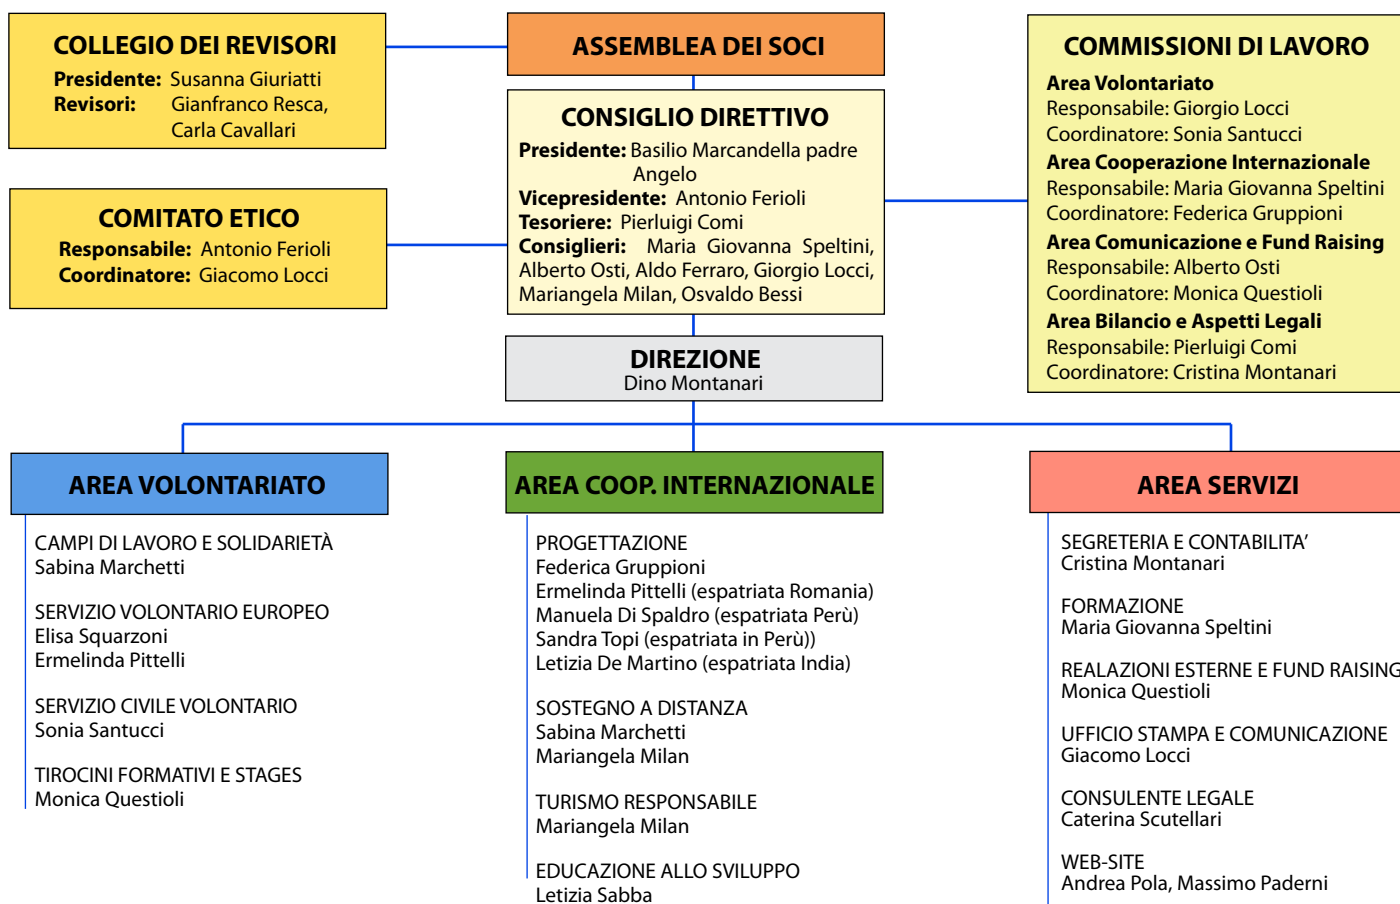 COLLEGIO DEI REVISORI
Presidente: Susanna Giuriatti
Revisori: Gianfranco Resca,
Carla Cavallari
COMITATO ETICO
Responsabile: Antonio Ferioli
Coordinatore: Giacomo Locci
ASSEMBLEA DEI SOCI
CONSIGLIO DIRETTIVO
Presidente: Basilio Marcandella padre
Angelo
Vicepresidente: Antonio Ferioli
Tesoriere: Pierluigi Comi
Consiglieri: Maria Giovanna Speltini,
Alberto Osti, Aldo Ferraro, Giorgio Locci,
Mariangela Milan, Osvaldo Bessi
COMMISSIONI DI LAVORO
Area Volontariato
Responsabile: Giorgio Locci
Coordinatore: Sonia Santucci
Area Cooperazione Internazionale
Responsabile: Maria Giovanna Speltini
Coordinatore: Federica Gruppioni
Area Comunicazione e Fund Raising
Responsabile: Alberto Osti
Coordinatore: Monica Questioli
Area Bilancio e Aspetti Legali
Responsabile: Pierluigi Comi
Coordinatore: Cristina Montanari
DIREZIONE
Dino Montanari
AREA VOLONTARIATO
CAMPI DI LAVORO E SOLIDARIETÀ
Sabina Marchetti
SERVIZIO VOLONTARIO EUROPEO
Elisa Squarzoni
Ermelinda Pittelli
SERVIZIO CIVILE VOLONTARIO
Sonia Santucci
TIROCINI FORMATIVI E STAGES
Monica Questioli
AREA COOP. INTERNAZIONALE
PROGETTAZIONE
Federica Gruppioni
Ermelinda Pittelli (espatriata Romania)
Manuela Di Spaldro (espatriata Perù)
Sandra Topi (espatriata in Perù))
Letizia De Martino (espatriata India)
SOSTEGNO A DISTANZA
Sabina Marchetti
Mariangela Milan
TURISMO RESPONSABILE
Mariangela Milan
EDUCAZIONE ALLO SVILUPPO
Letizia Sabba
AREA SERVIZI
SEGRETERIA E CONTABILITA’
Cristina Montanari
FORMAZIONE
Maria Giovanna Speltini
REALAZIONI ESTERNE E FUND RAISING
Monica Questioli
UFFICIO STAMPA E COMUNICAZIONE
Giacomo Locci
CONSULENTE LEGALE
Caterina Scutellari
WEB-SITE
Andrea Pola, Massimo Paderni